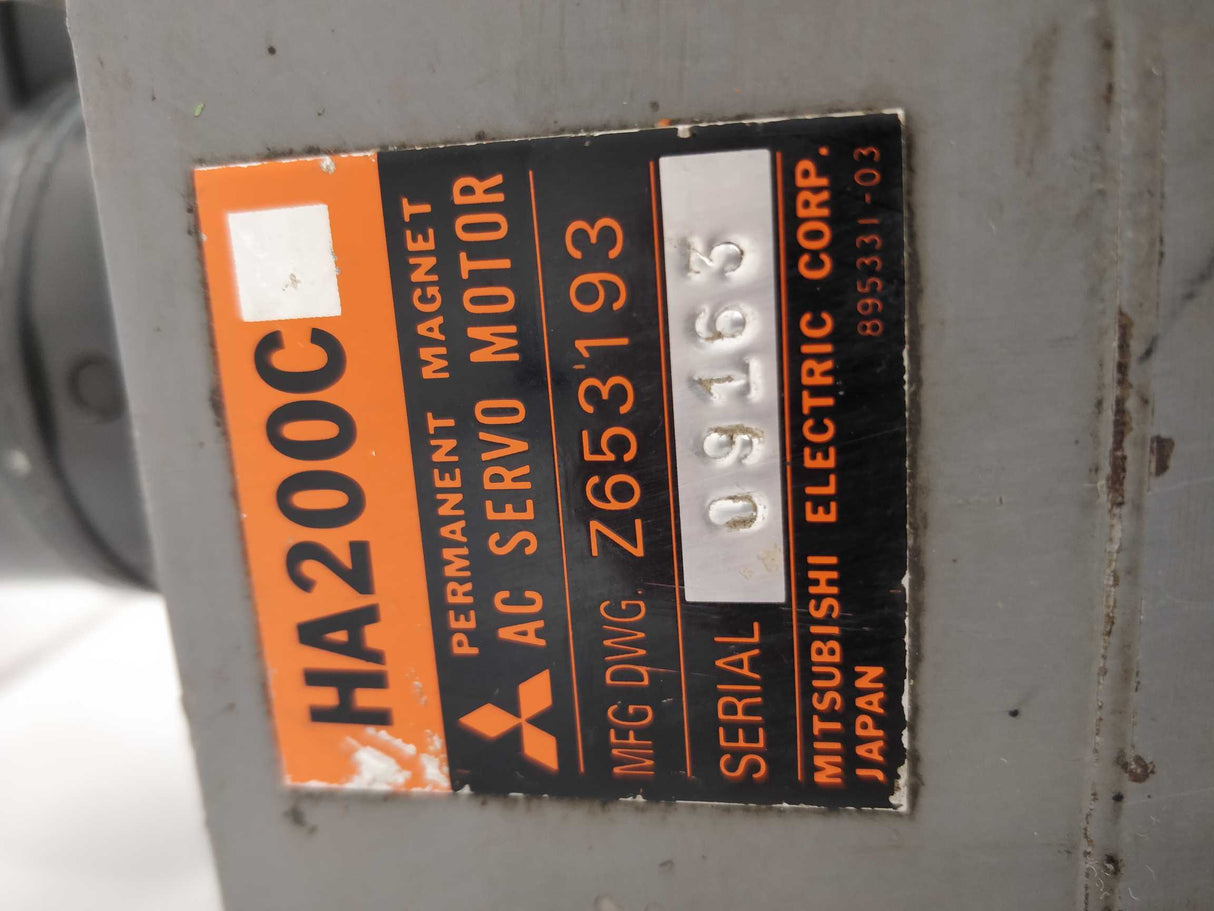 HA200C
PERMANENT MAGNET
AC SERVO MOTOR
MFG DWG. Z653193
SERIAL 09163
MITSUBISHI ELECTRIC CORP.
JAPAN 895331-03